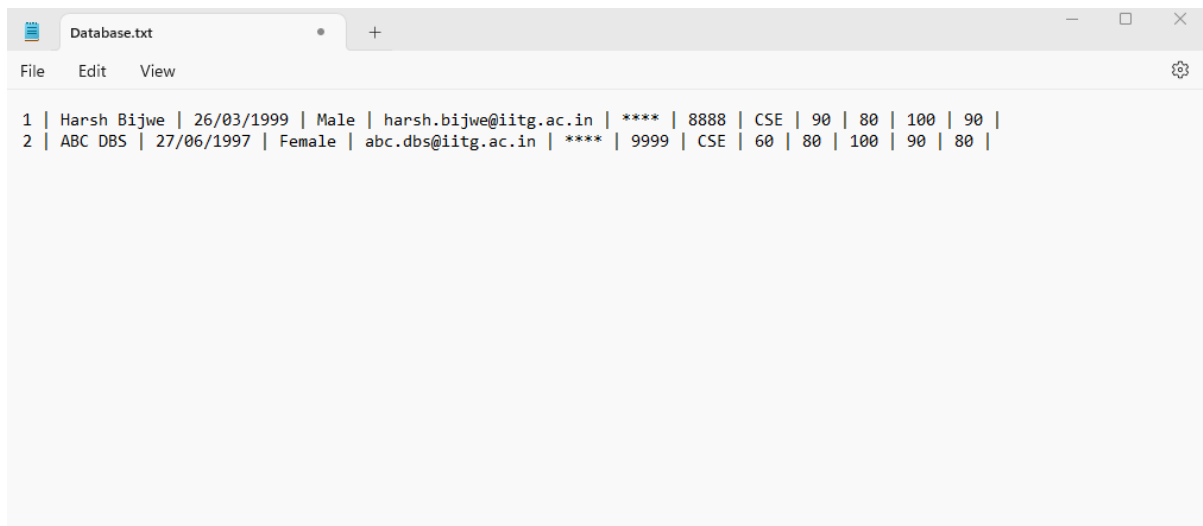 Database.txt
File Edit View
1 | Harsh Bijwe | 26/03/1999 | Male | harsh.bijwe@iitg.ac.in | **** | 8888 | CSE | 90 | 80 | 100 | 90 |
2 | ABC DBS | 27/06/1997 | Female | abc.dbs@iitg.ac.in | **** | 9999 | CSE | 60 | 80 | 100 | 90 | 80 |